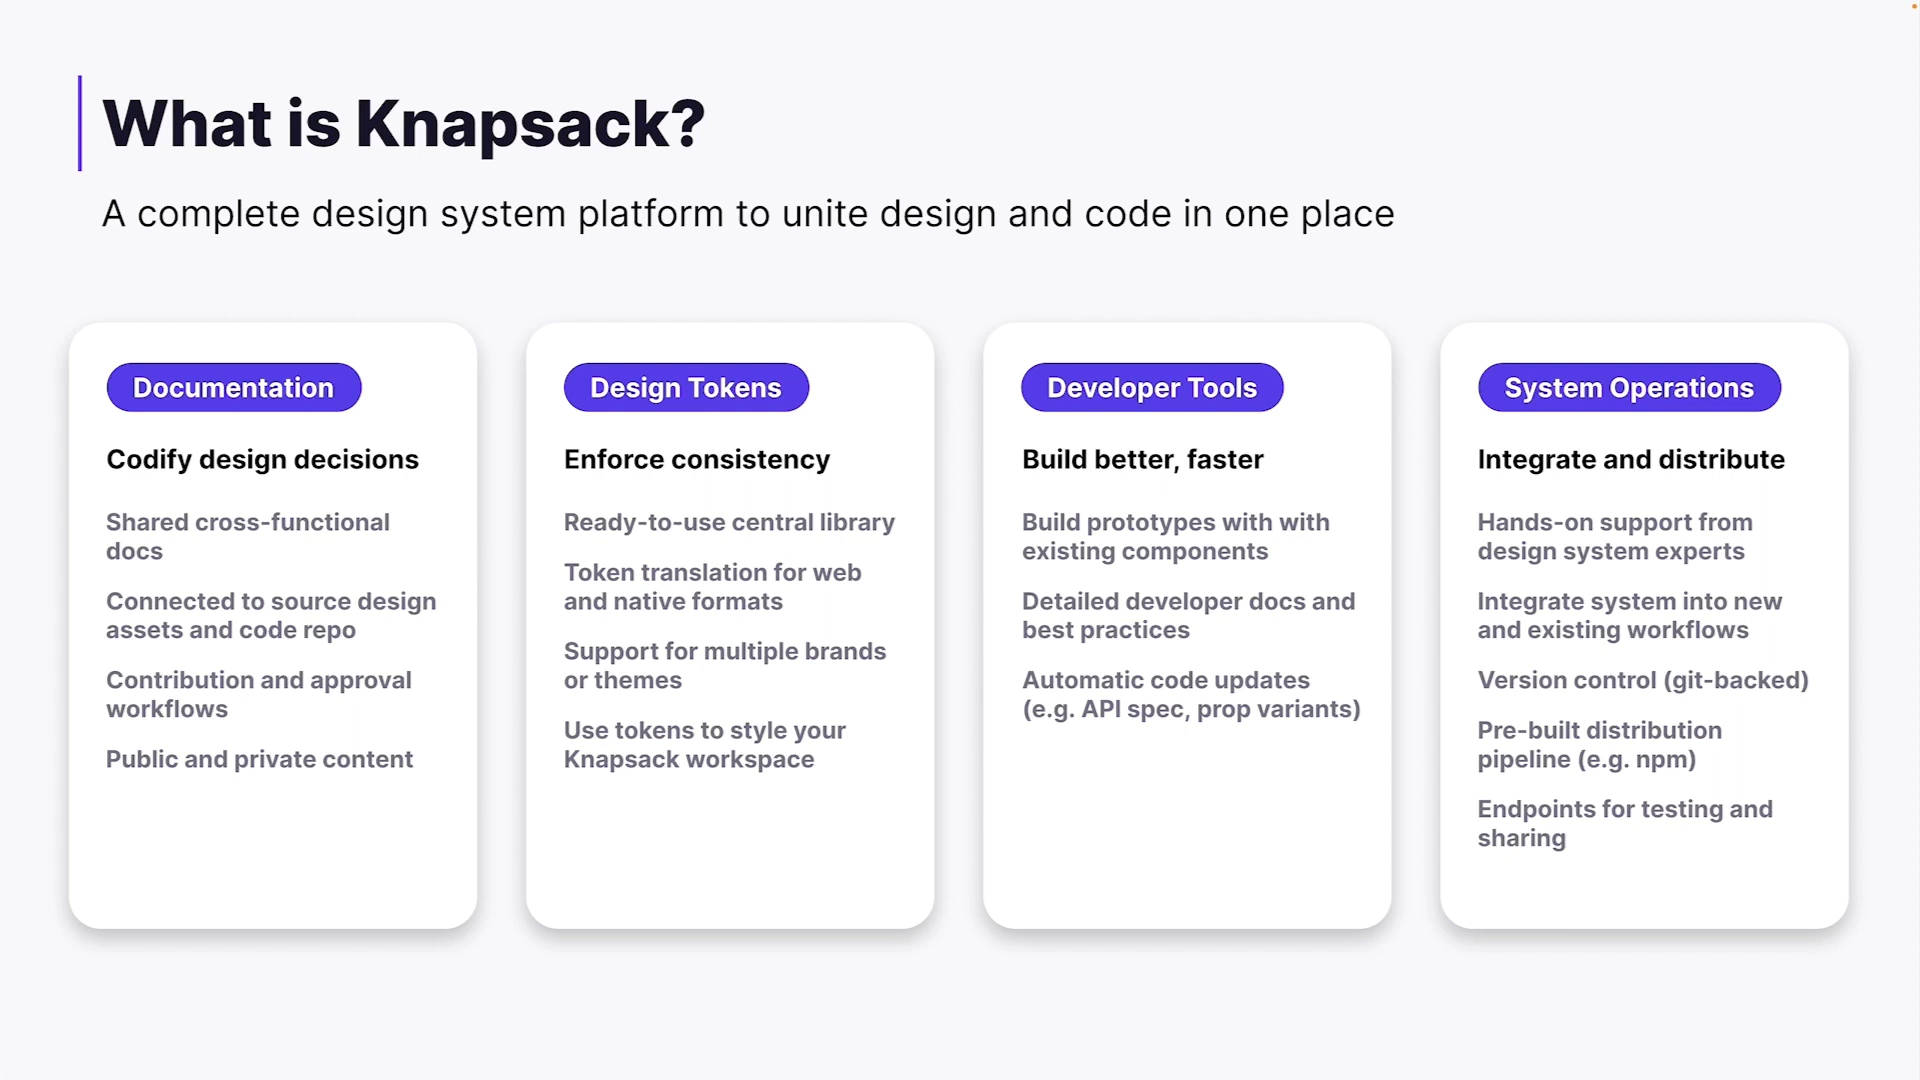 What is Knapsack?
A complete design system platform to unite design and code in one place
Documentation
Codify design decisions
Shared cross-functional
docs
Connected to source design
assets and code repo
Contribution and approval
workflows
Public and private content
Design Tokens
Enforce consistency
Ready-to-use central library
Token translation for web
and native formats
Support for multiple brands
or themes
Use tokens to style your
Knapsack workspace
Developer Tools
Build better, faster
Build prototypes with with
existing components
Detailed developer docs and
best practices
Automatic code updates
(e.g. API spec, prop variants)
System Operations
Integrate and distribute
Hands-on support from
design system experts
Integrate system into new
and existing workflows
Version control (git-backed)
Pre-built distribution
pipeline (e.g. npm)
Endpoints for testing and
sharing